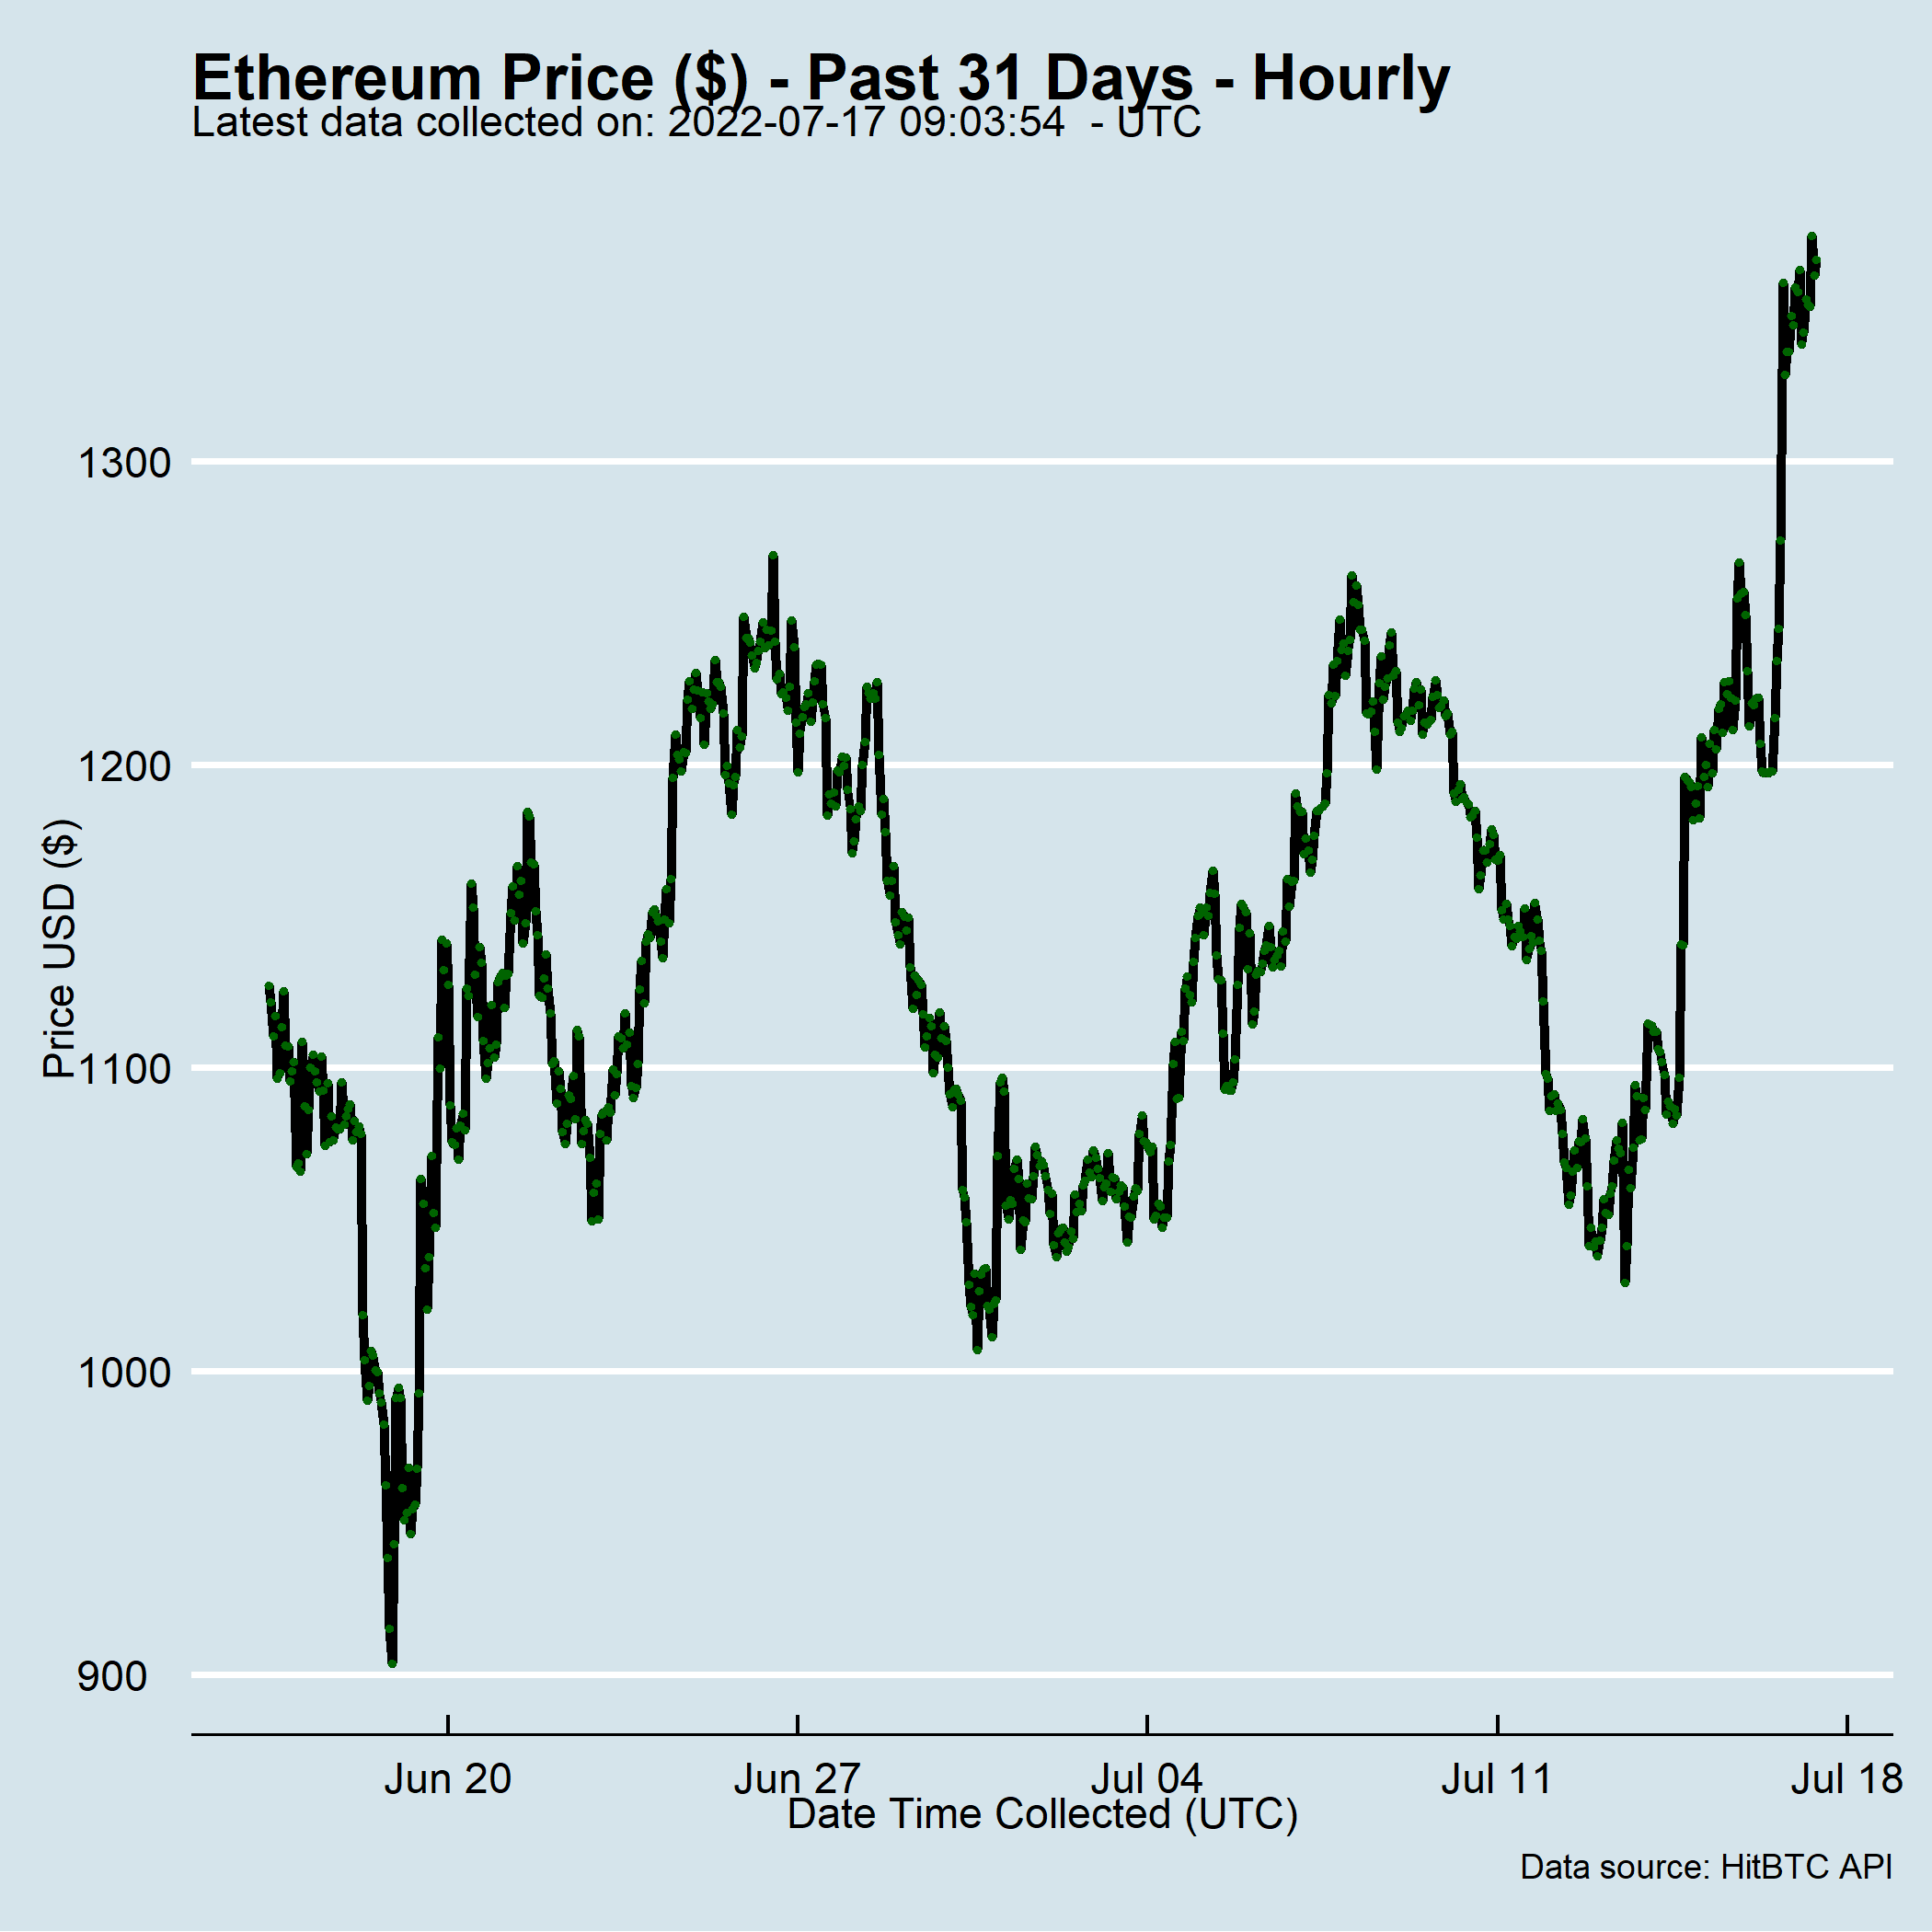 Ethereum Price ($) - Past 31 Days - Hourly
Latest data collected on: 2022-07-17 09:03:54  - UTC
1300
1200
1100
1000
900
Price USD ($)
Jun 20
Jun 27
Jul 04
Jul 11
Jul 18
Date Time Collected (UTC)
Data source: HitBTC API